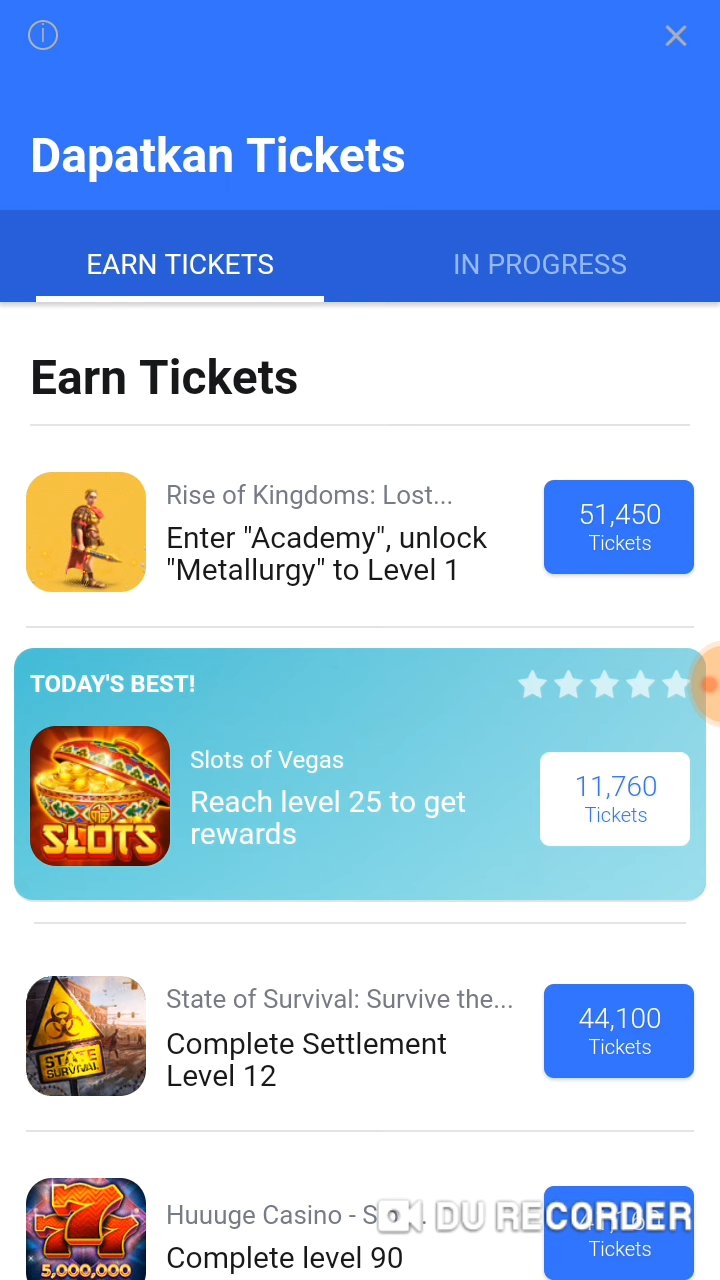 Dapatkan Tickets
EARN TICKETS
IN PROGRESS
Earn Tickets
Rise of Kingdoms: Lost...
Enter "Academy", unlock
"Metallurgy" to Level 1
51,450
Tickets
TODAY'S BEST!
SLOTS
Slots of Vegas
Reach level 25 to get
rewards
11,760
Tickets
STATE
SURVIVAL
State of Survival: Survive the...
Complete Settlement
Level 12
44,100
Tickets
777
5,000,000
Huuuge Casino -
Complete level 90
DU RECORDER
Tickets